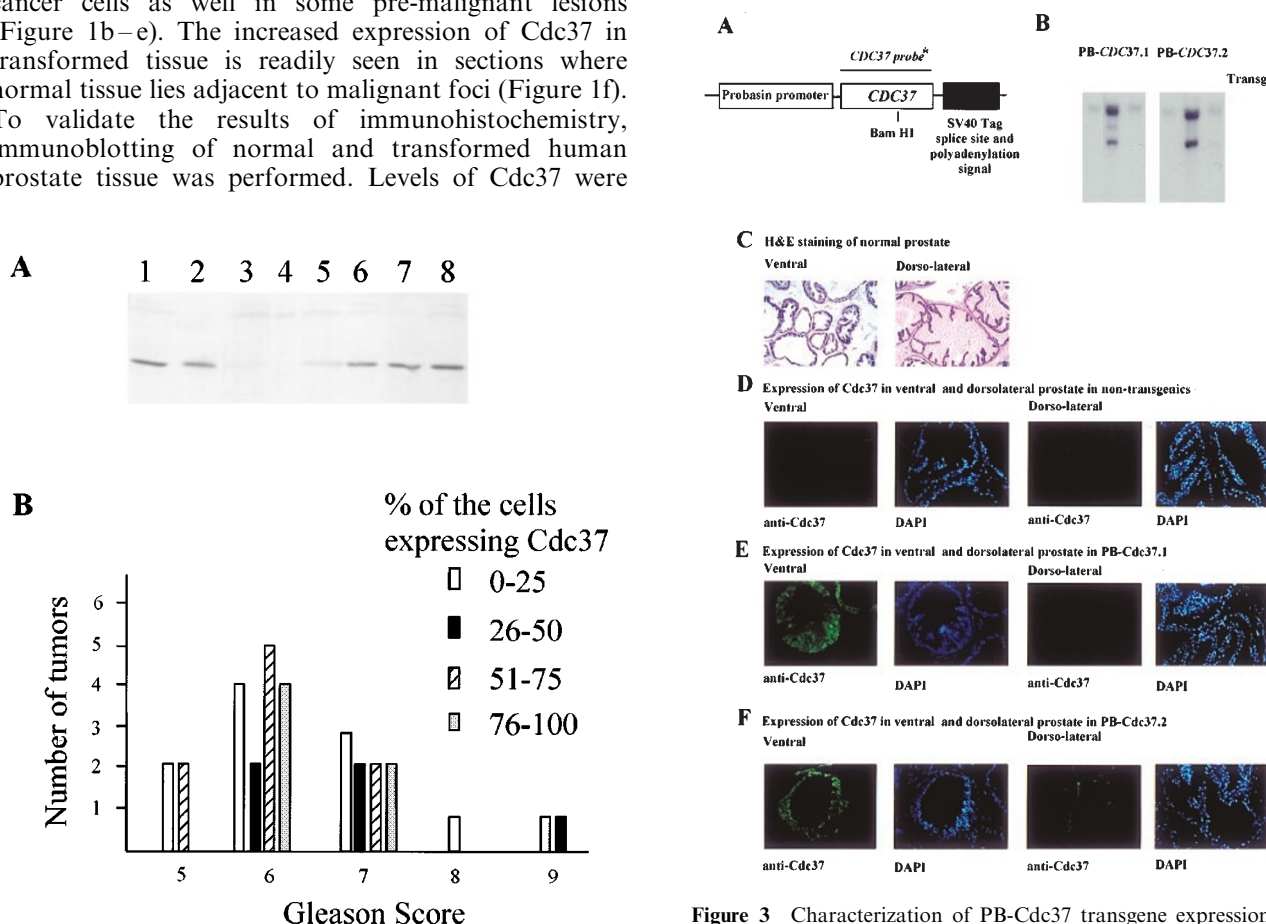 cancer cells as well in some pre-malignant lesions
(Figure 1b–e). The increased expression of Cdc37 in
transformed tissue is readily seen in sections where
normal tissue lies adjacent to malignant foci (Figure 1f).
To validate the results of immunohistochemistry,
immunoblotting of normal and transformed human
prostate tissue was performed. Levels of Cdc37 were
A
1 2 3 4 5 6 7 8
B
% of the cells
expressing Cdc37
0-25
26-50
51-75
76-100
Number of tumors
6
5
4
3
2
1
5 6 7 8 9
Gleason Score
A
CDC37 probe*
Probasin promoter
CDC37
Bam HI
SV40 Tag
splice site and
polyadenylation
signal
B
PB-CDC37.1 PB-CDC37.2
Transg
C H&E staining of normal prostate
Ventral Dorso-lateral
D Expression of Cdc37 in ventral and dorsolateral prostate in non-transgenics
Ventral Dorso-lateral
anti-Cdc37 DAPI anti-Cdc37 DAPI
E Expression of Cdc37 in ventral and dorsolateral prostate in PB-Cdc37.1
Ventral Dorso-lateral
anti-Cdc37 DAPI anti-Cdc37 DAPI
F Expression of Cdc37 in ventral and dorsolateral prostate in PB-Cdc37.2
Ventral Dorso-lateral
anti-Cdc37 DAPI anti-Cdc37 DAPI
Figure 3 Characterization of PB-Cdc37 transgene expression